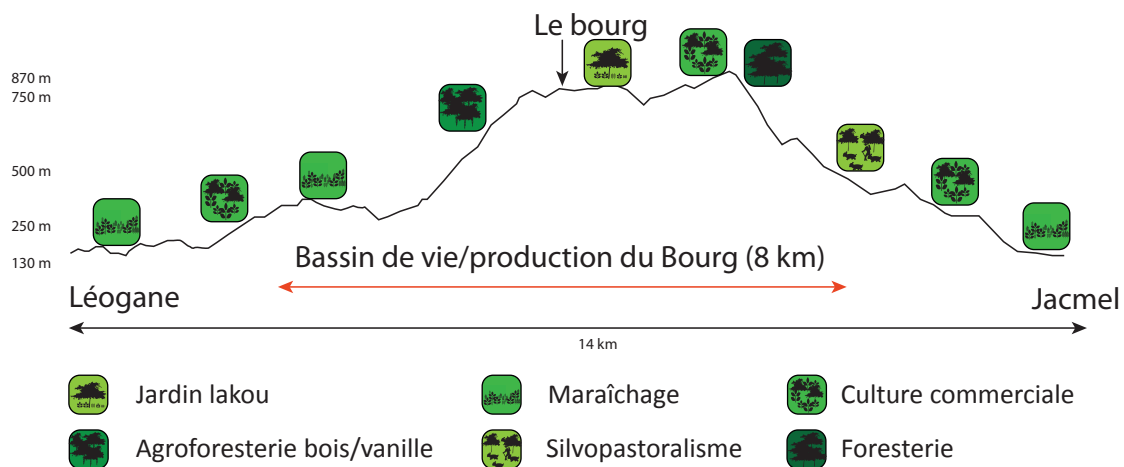 Le bourg
870 m
750 m
500 m
250 m
130 m
Bassin de vie/production du Bourg (8 km)
Léogane
Jacmel
14 km
Jardin lakou
Maraîchage
Culture commerciale
Agroforesterie bois/vanille
Silvopastoralisme
Foresterie